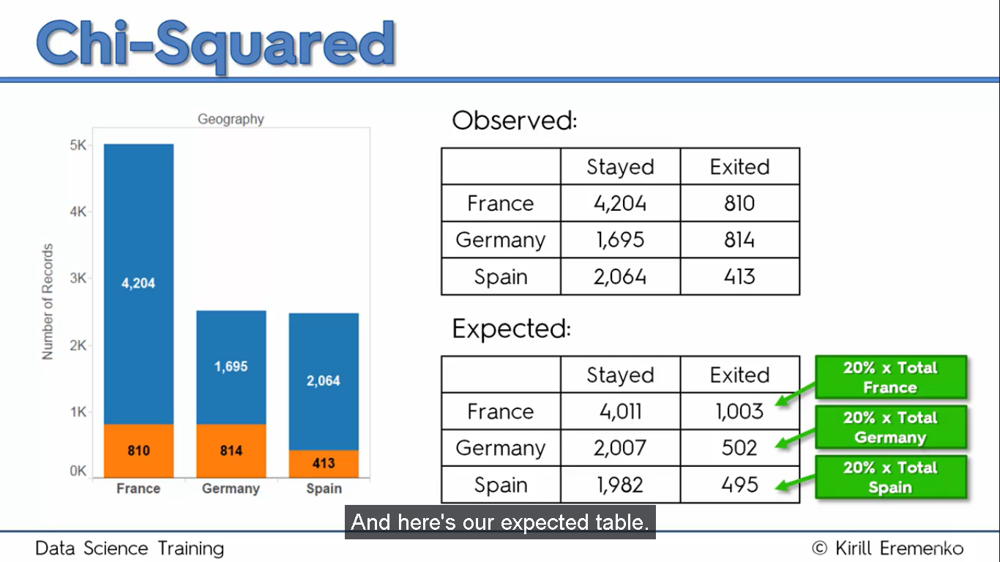 Chi-Squared
Geography
Number of Records
5K
4K
3K
2K
1K
0K
4,204
810
1,695
814
2,064
413
France Germany Spain
Observed:
Stayed Exited
France 4,204 810
Germany 1,695 814
Spain 2,064 413
Expected:
Stayed Exited
France 4,011 1,003
Germany 2,007 502
Spain 1,982 495
20% x Total
France
20% x Total
Germany
20% x Total
Spain
And here's our expected table.
Data Science Training
© Kirill Eremenko